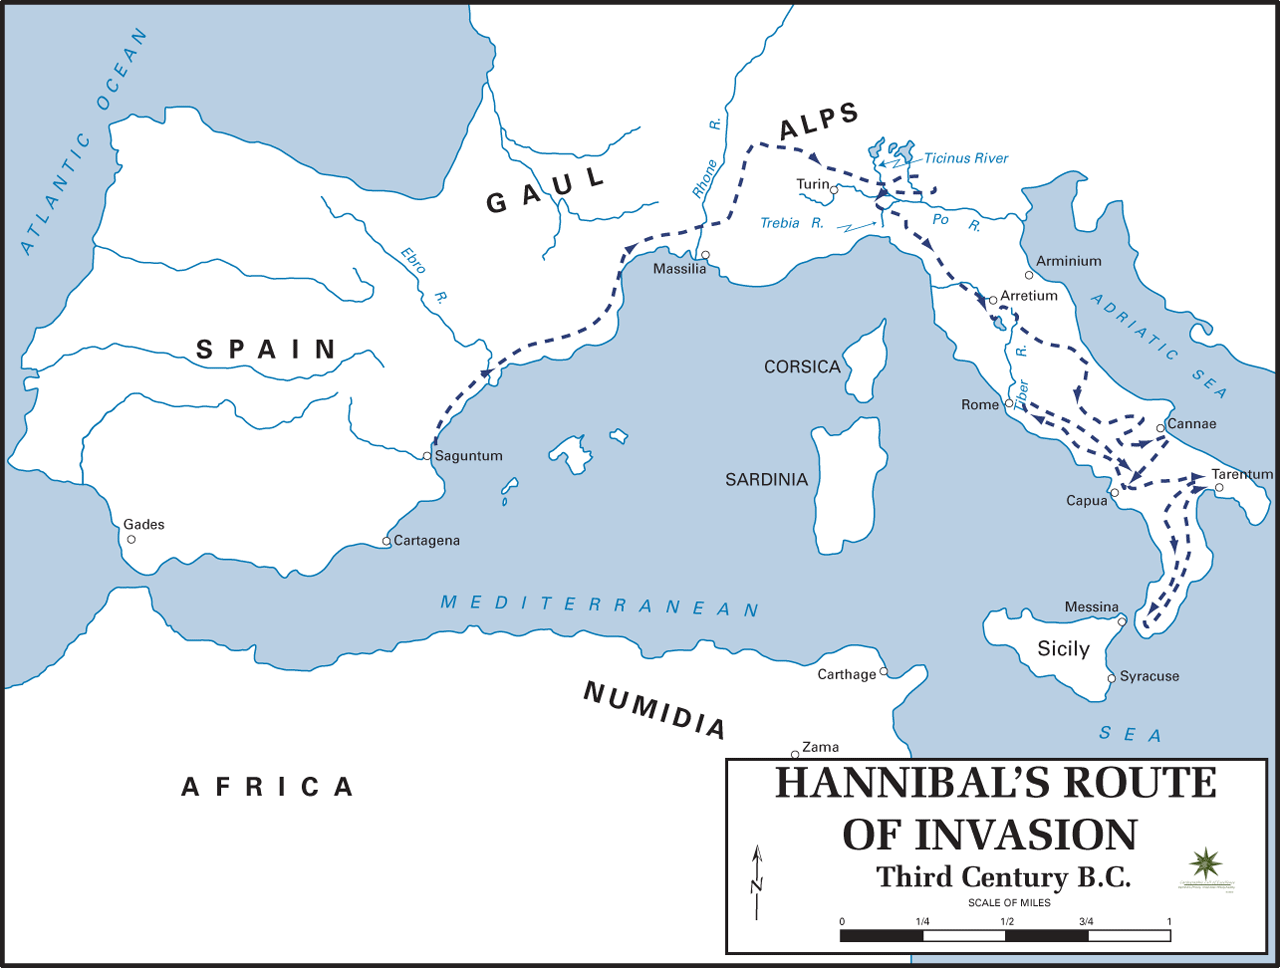 ATLANTIC OCEAN
GAUL
ALPS
Rhone R.
Ticinus River
Turin
Trebia R.
Po R.
Ebro R.
Massilia
Arminium
Arretium
ADRIATIC SEA
SPAIN
CORSICA
Tiber R.
Rome
Cannae
Saguntum
SARDINIA
Tarentum
Capua
Gades
Cartagena
MEDITERRANEAN
Messina
Sicily
Carthage
Syracuse
NUMIDIA
SEA
Zama
AFRICA
HANNIBAL'S ROUTE
OF INVASION
Third Century B.C.
SCALE OF MILES
0 1/4 1/2 3/4 1
N